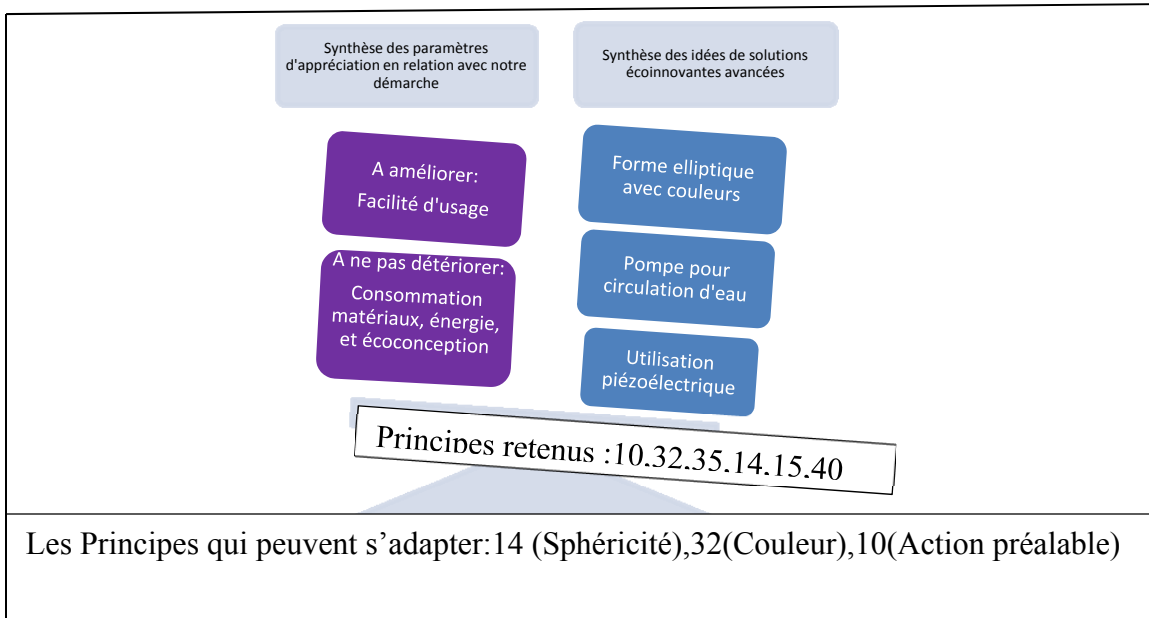 Synthèse des paramètres
d'appréciation en relation avec notre
démarche
Synthèse des idées de solutions
écoinnovantes avancées
A améliorer:
Facilité d'usage
A ne pas détériorer:
Consommation
matériaux, énergie,
et écoconception
Forme elliptique
avec couleurs
Pompe pour
circulation d'eau
Utilisation
piézoélectrique
Principes retenus :10,32,35,14,15,40
Les Principes qui peuvent s’adapter:14 (Sphéricité),32(Couleur),10(Action préalable)